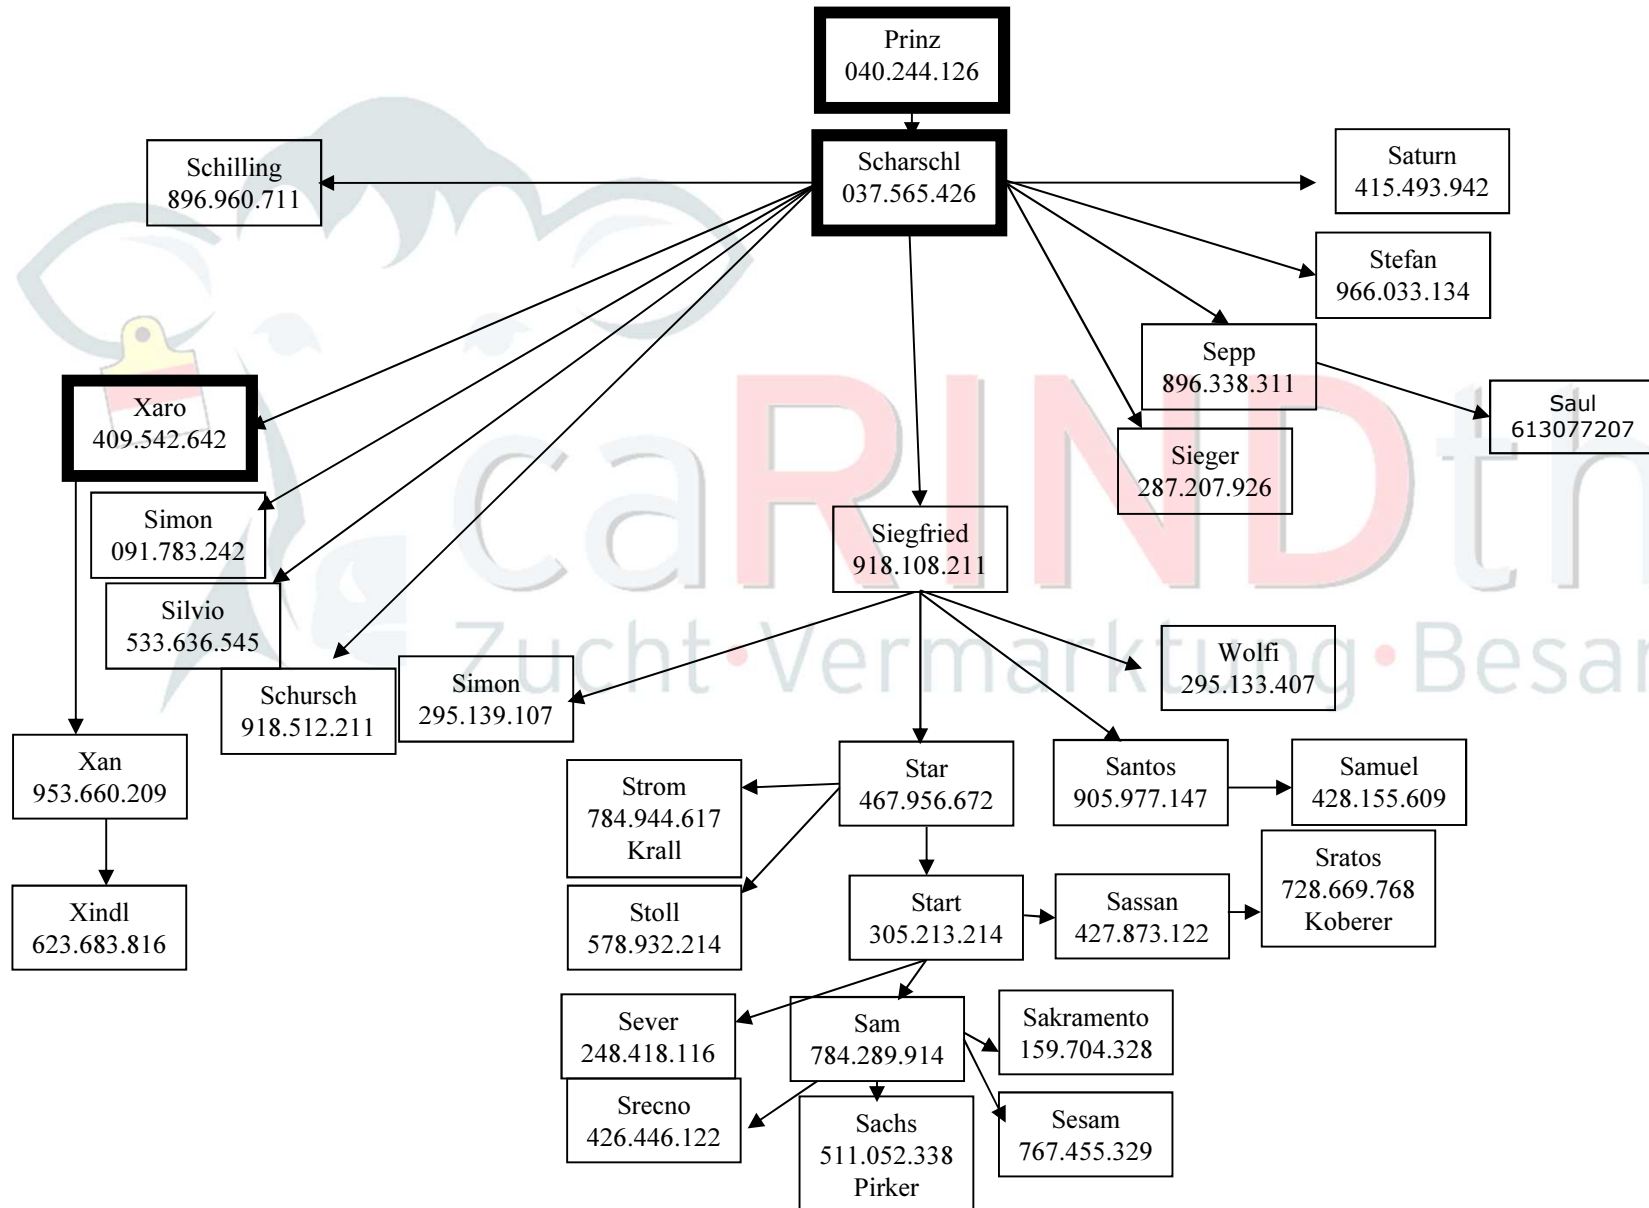 Prinz
040.244.126
Schilling
896.960.711
Scharschl
037.565.426
Saturn
415.493.942
Stefan
966.033.134
Sepp
896.338.311
Xaro
409.542.642
Saul
613077207
Sieger
287.207.926
Simon
091.783.242
Siegfried
918.108.211
Silvio
533.636.545
Schursch
918.512.211
Simon
295.139.107
Wolfi
295.133.407
Xan
953.660.209
Strom
784.944.617
Krall
Star
467.956.672
Santos
905.977.147
Samuel
428.155.609
Xindl
623.683.816
Stoll
578.932.214
Start
305.213.214
Sassan
427.873.122
Sratos
728.669.768
Koberer
Sever
248.418.116
Sam
784.289.914
Sakramento
159.704.328
Srecno
426.446.122
Sachs
511.052.338
Pirker
Sesam
767.455.329
caRINDth
Zucht•Vermarktung•Besa